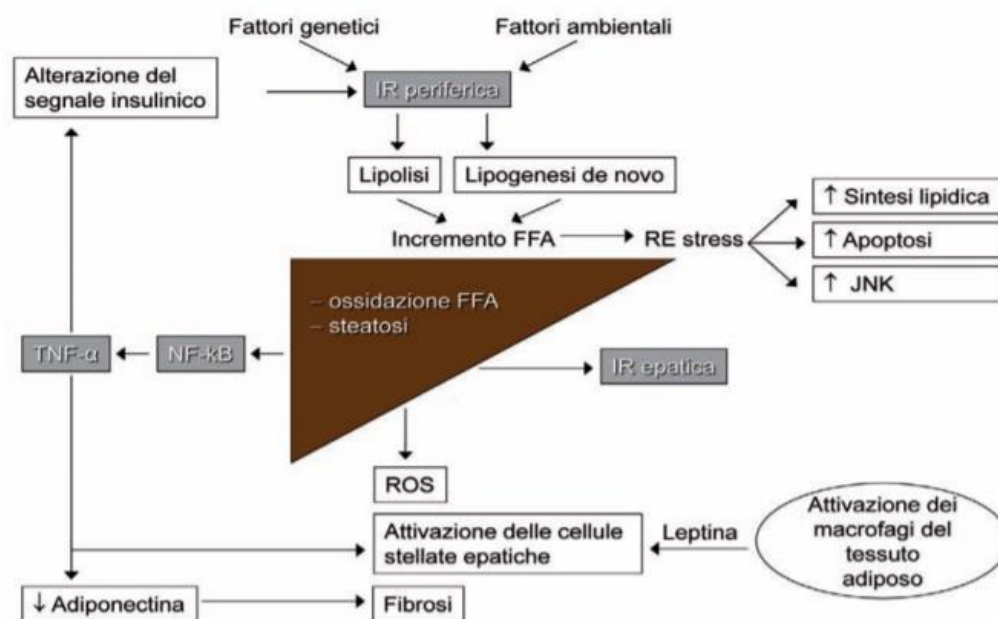 Fattori genetici
Fattori ambientali
Alterazione del
segnale insulinico
IR periferica
Lipolisi
Lipogenesi de novo
Incremento FFA
RE stress
↑ Sintesi lipidica
↑ Apoptosi
↑ JNK
– ossidazione FFA
– steatosi
TNF-α
NF-kB
IR epatica
ROS
Attivazione delle cellule
stellate epatiche
Leptina
Attivazione dei
macrofagi del
tessuto
adiposo
↓ Adiponectina
Fibrosi